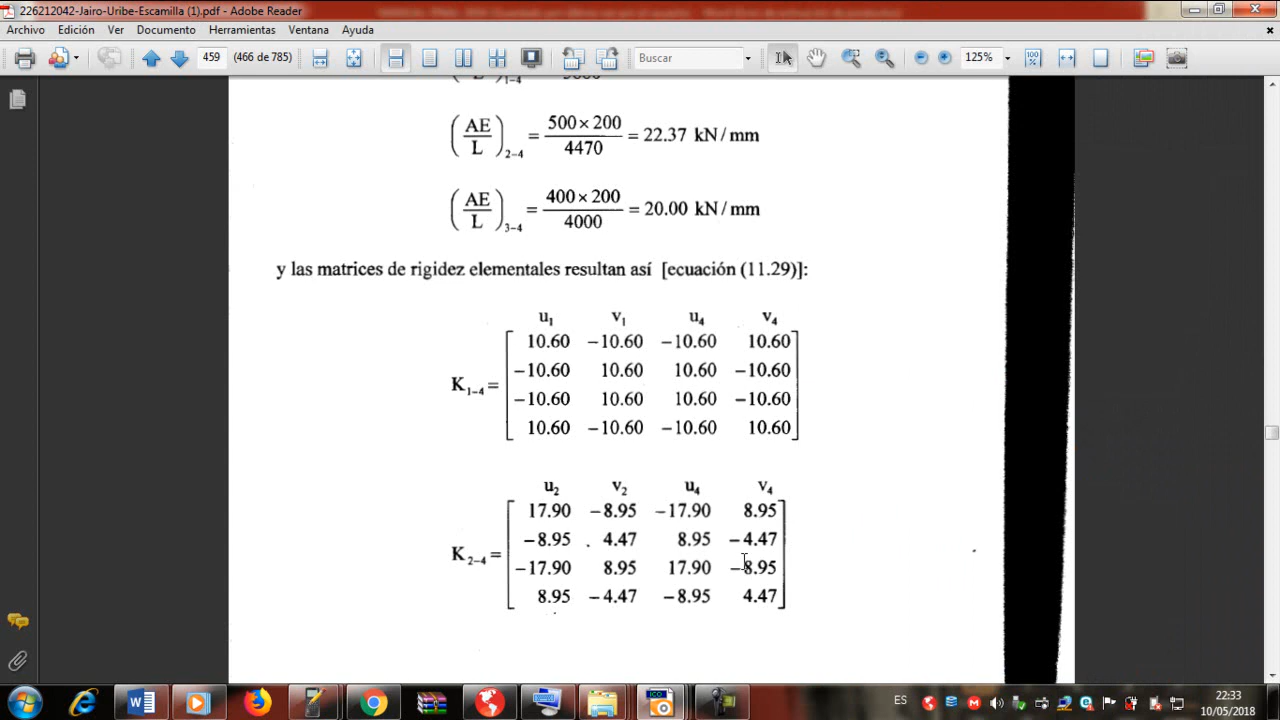 226212042-Jairo-Uribe-Escamilla (1).pdf - Adobe Reader
Archivo Edición Ver Documento Herramientas Ventana Ayuda
459 (466 de 785) Buscar 125%
( AE / L )2–4 = 500 × 200 / 4470 = 22.37 kN / mm
( AE / L )3–4 = 400 × 200 / 4000 = 20.00 kN / mm
y las matrices de rigidez elementales resultan así [ecuación (11.29)]:
u1 v1 u4 v4
10.60 −10.60 −10.60 10.60
−10.60 10.60 10.60 −10.60
K1–4 =
−10.60 10.60 10.60 −10.60
10.60 −10.60 −10.60 10.60
u2 v2 u4 v4
17.90 −8.95 −17.90 8.95
−8.95 4.47 8.95 −4.47
K2–4 =
−17.90 8.95 17.90 −8.95
8.95 −4.47 −8.95 4.47
ES
22:33
10/05/2018